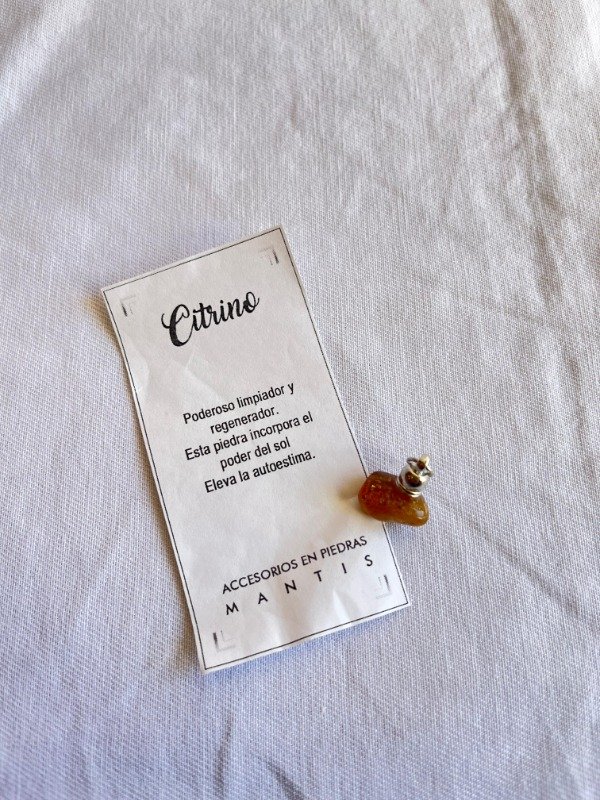 Citrino
Poderoso limpiador y
regenerador.
Esta piedra incorpora el
poder del sol
Eleva la autoestima.
ACCESORIOS EN PIEDRAS
MANTIS